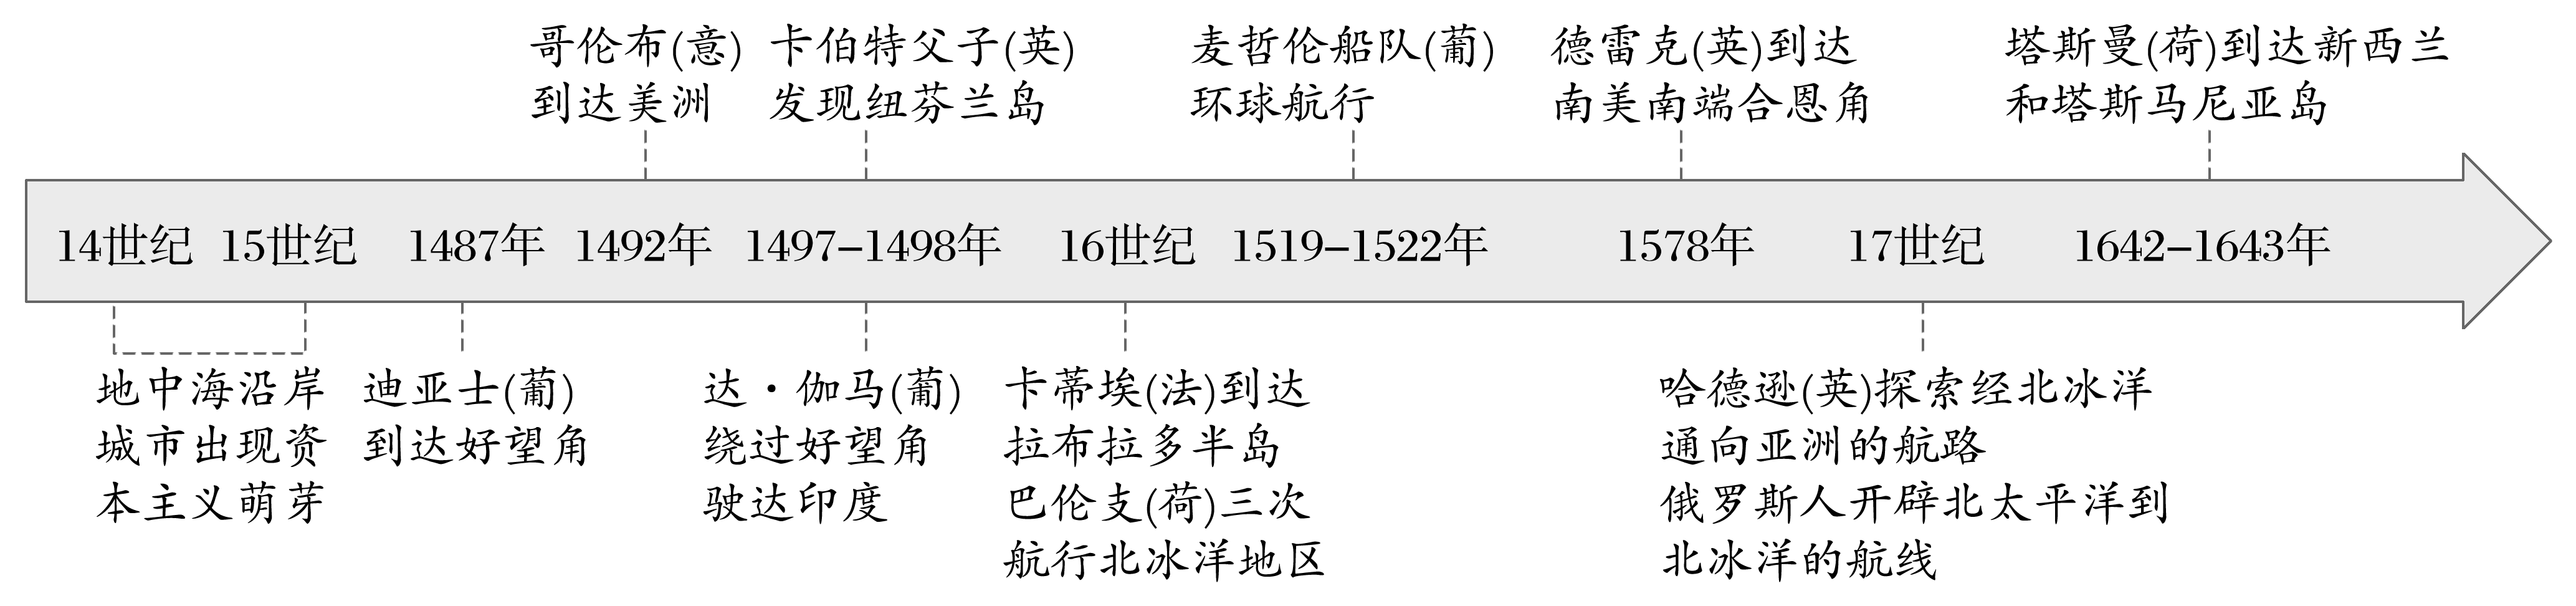 哥伦布(意)
到达美洲
卡伯特父子(英)
发现纽芬兰岛
麦哲伦船队(葡)
环球航行
德雷克(英)到达
南美南端合恩角
塔斯曼(荷)到达新西兰
和塔斯马尼亚岛
14世纪 15世纪 1487年 1492年 1497–1498年 16世纪 1519–1522年 1578年 17世纪 1642–1643年
地中海沿岸
城市出现资
本主义萌芽
迪亚士(葡)
到达好望角
达·伽马(葡)
绕过好望角
驶达印度
卡蒂埃(法)到达
拉布拉多半岛
巴伦支(荷)三次
航行北冰洋地区
哈德逊(英)探索经北冰洋
通向亚洲的航路
俄罗斯人开辟北太平洋到
北冰洋的航线